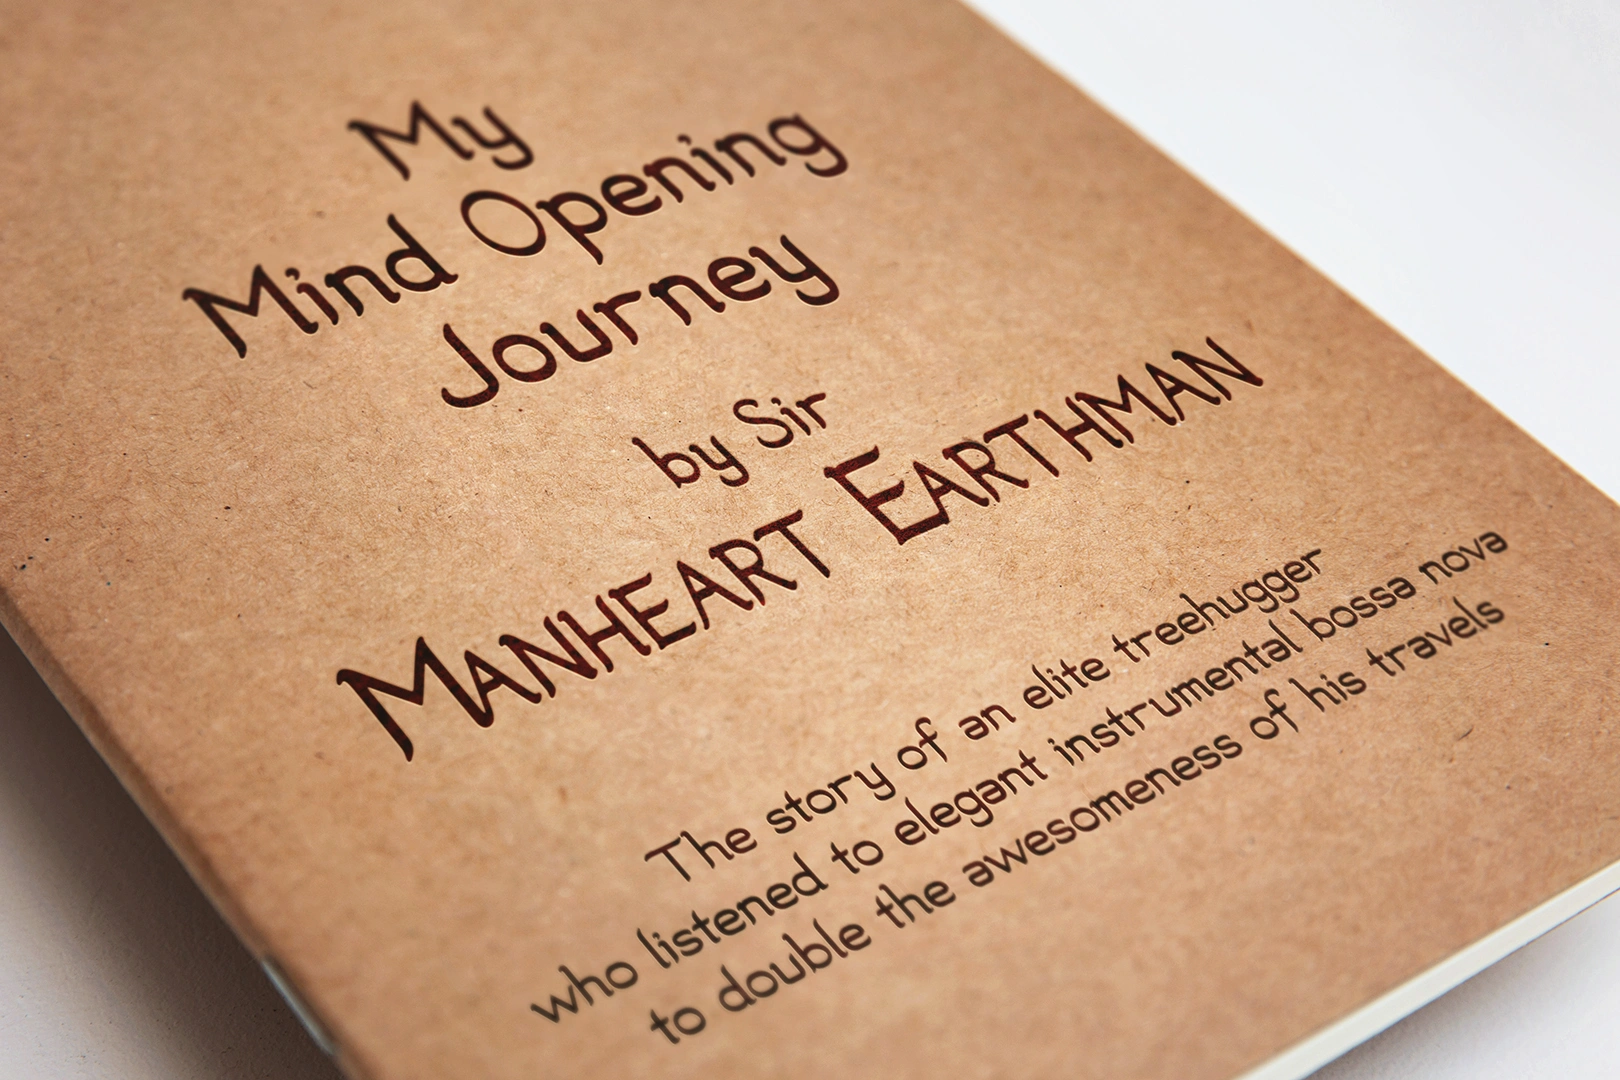 My
Mind Opening
Journey
by Sir
MANHEART EARTHMAN
The story of an elite treehugger
who listened to elegant instrumental bossa nova
to double the awesomeness of his travels